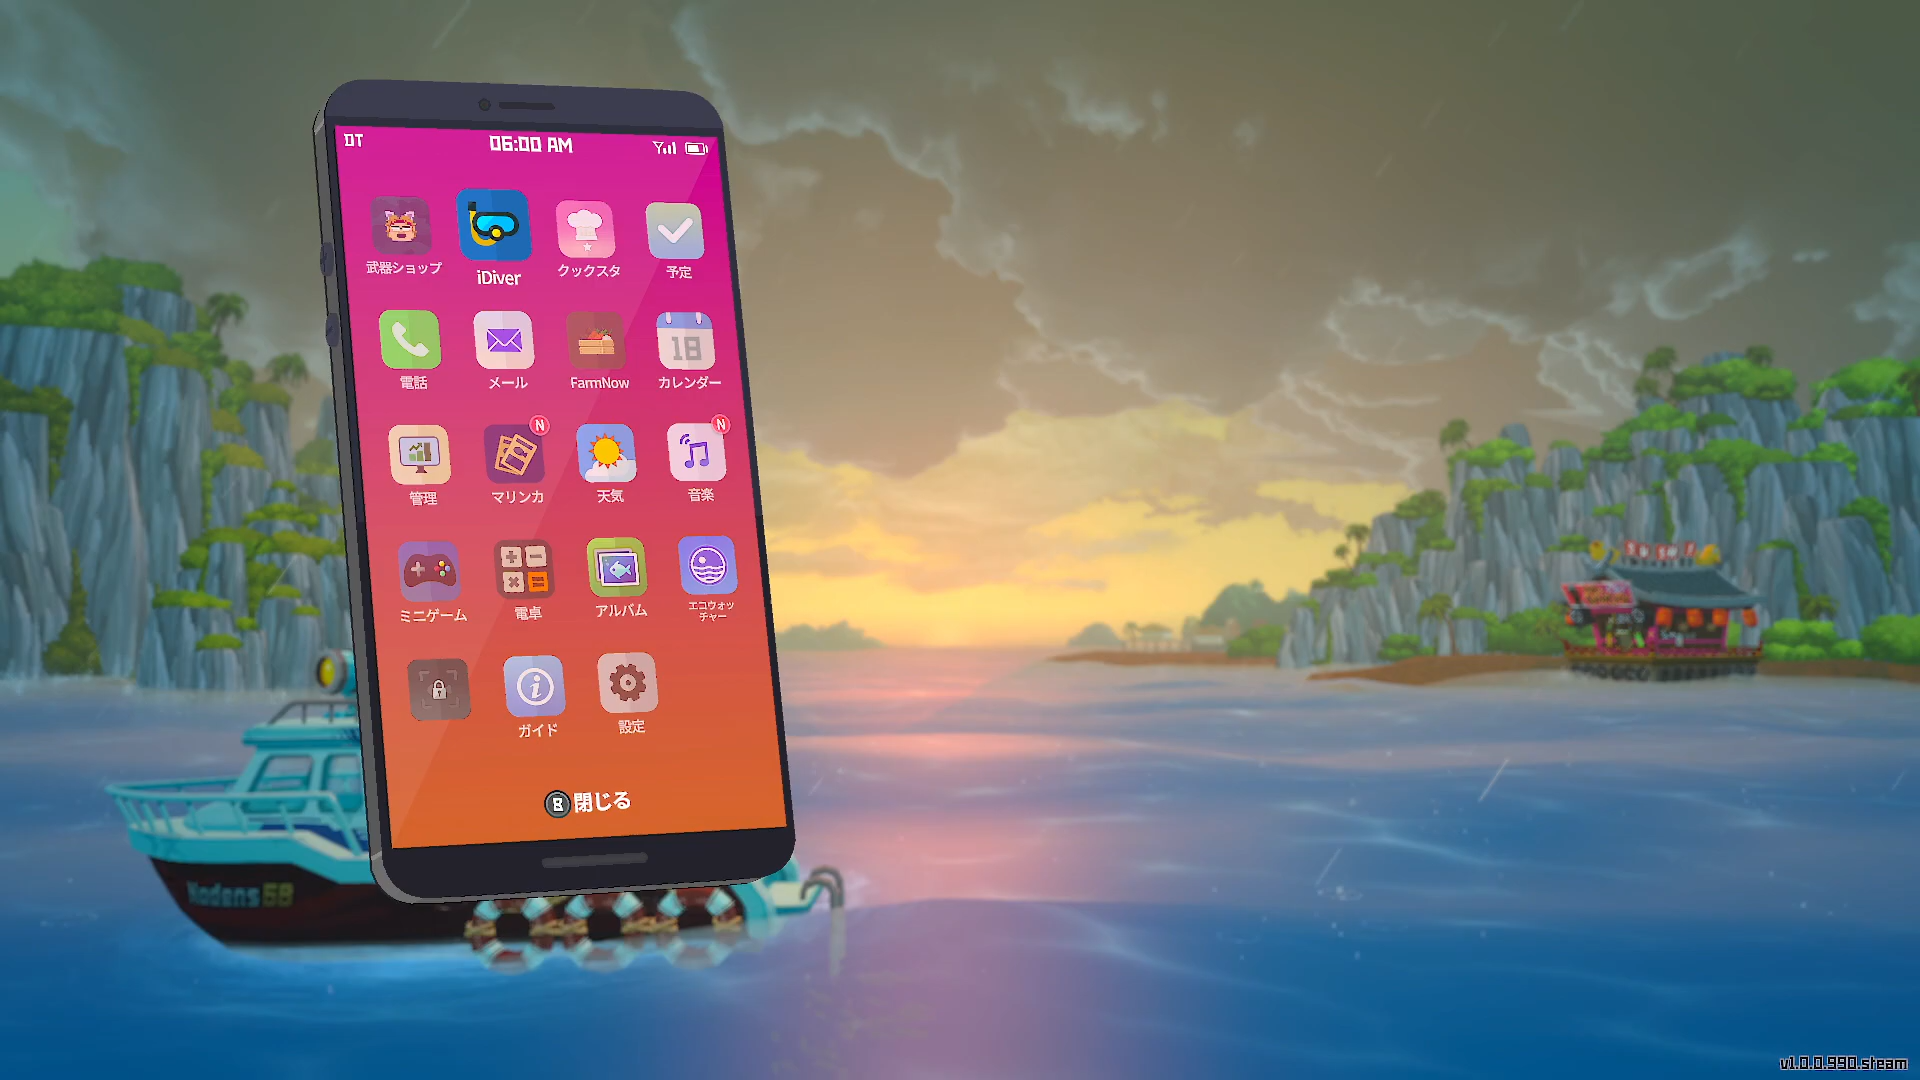 DT 06:00 AM
武器ショップ iDiver クックスタ 予定
18
電話 メール FarmNow カレンダー
N N
管理 マリンカ 天気 音楽
ミニゲーム 電卓 アルバム エコウォッ
チャー
ガイド 設定
B 閉じる
Nodens68
SUSHI
v1.0.0.990.steam